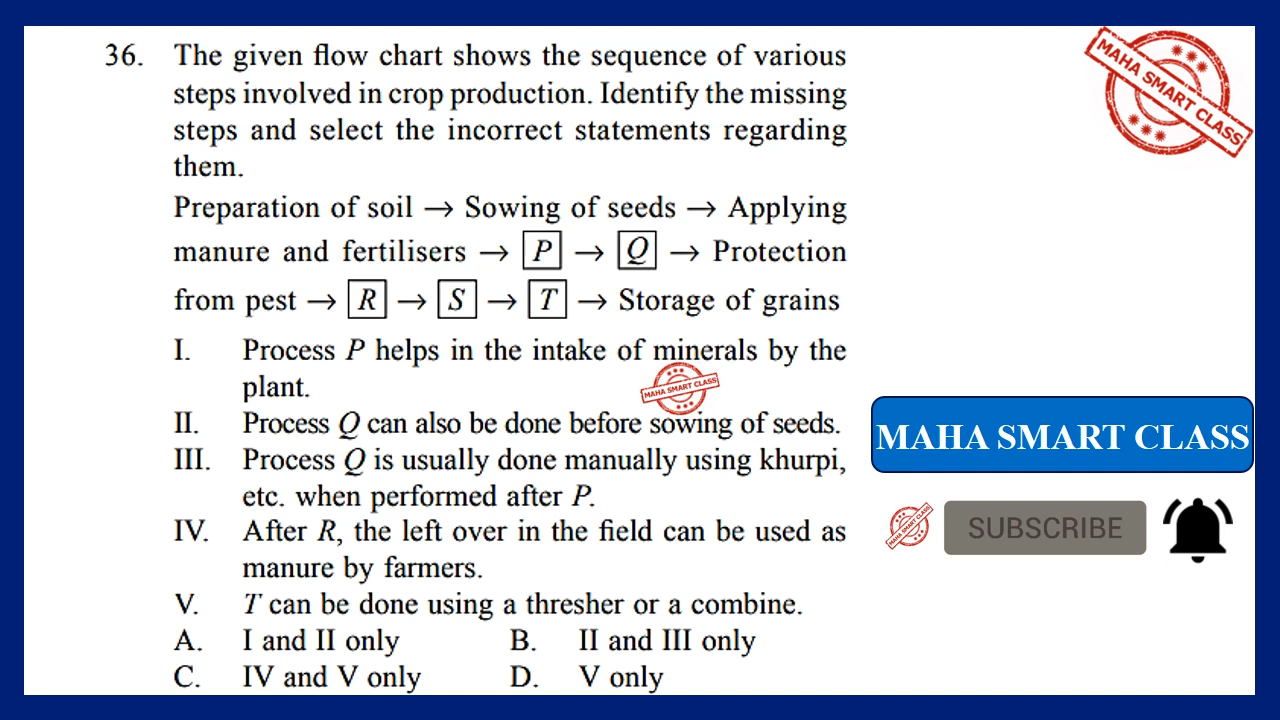 36. The given flow chart shows the sequence of various
steps involved in crop production. Identify the missing
steps and select the incorrect statements regarding
them.
Preparation of soil → Sowing of seeds → Applying
manure and fertilisers → P → Q → Protection
from pest → R → S → T → Storage of grains
I. Process P helps in the intake of minerals by the
plant.
II. Process Q can also be done before sowing of seeds.
III. Process Q is usually done manually using khurpi,
etc. when performed after P.
IV. After R, the left over in the field can be used as
manure by farmers.
V. T can be done using a thresher or a combine.
A. I and II only B. II and III only
C. IV and V only D. V only
MAHA SMART CLASS
MAHA SMART CLASS
MAHA SMART CLASS
MAHA SMART CLASS
SUBSCRIBE